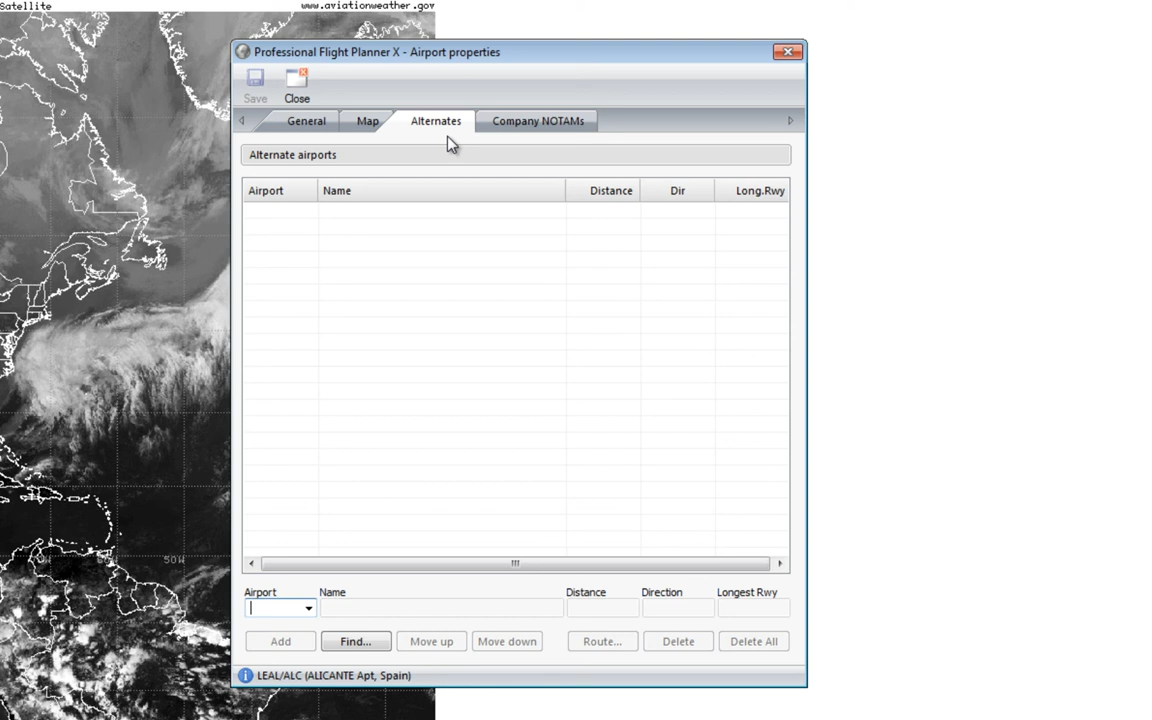 Satellite
www.aviationweather.gov
Professional Flight Planner X - Airport properties
Save
Close
General
Map
Alternates
Company NOTAMs
Alternate airports
Airport
Name
Distance
Dir
Long.Rwy
50W
Airport
Name
Distance
Direction
Longest Rwy
Add
Find...
Move up
Move down
Route...
Delete
Delete All
LEAL/ALC (ALICANTE Apt, Spain)